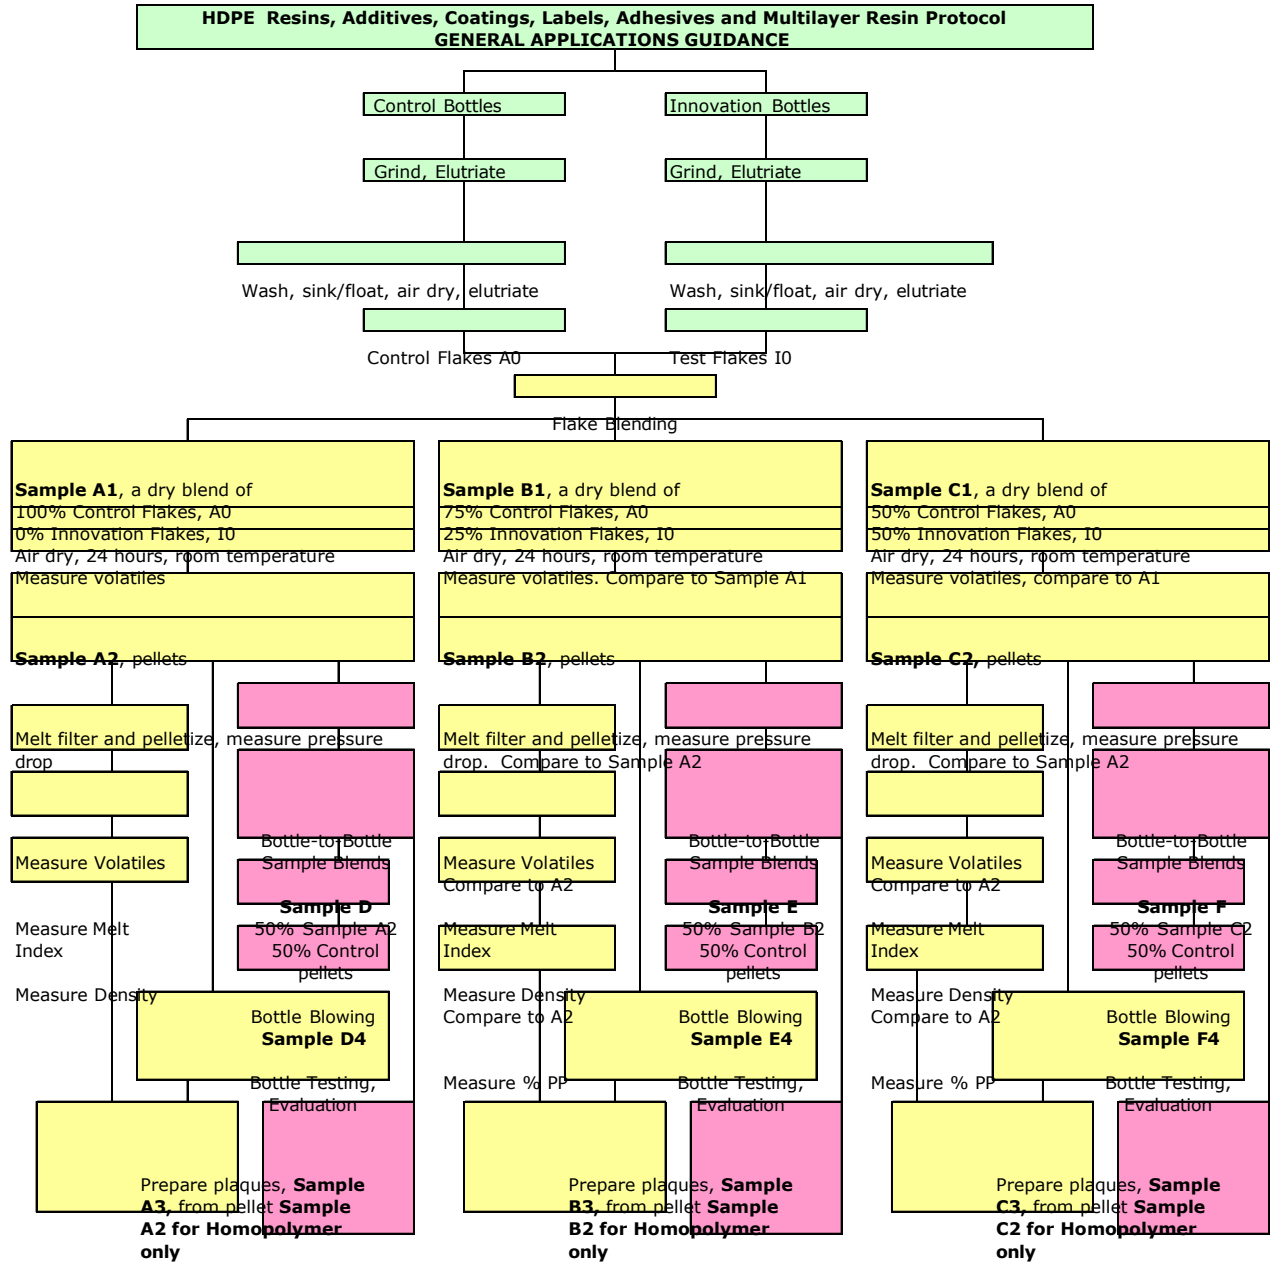 HDPE Resins, Additives, Coatings, Labels, Adhesives and Multilayer Resin Protocol
GENERAL APPLICATIONS GUIDANCE
Control Bottles
Innovation Bottles
Grind, Elutriate
Grind, Elutriate
Wash, sink/float, air dry, elutriate
Wash, sink/float, air dry, elutriate
Control Flakes A0
Test Flakes I0
Flake Blending
Sample A1, a dry blend of
100% Control Flakes, A0
0% Innovation Flakes, I0
Air dry, 24 hours, room temperature
Measure volatiles
Sample B1, a dry blend of
75% Control Flakes, A0
25% Innovation Flakes, I0
Air dry, 24 hours, room temperature
Measure volatiles. Compare to Sample A1
Sample C1, a dry blend of
50% Control Flakes, A0
50% Innovation Flakes, I0
Air dry, 24 hours, room temperature
Measure volatiles, compare to A1
Sample A2, pellets
Sample B2, pellets
Sample C2, pellets
Melt filter and pelletize, measure pressure
drop
Melt filter and pelletize, measure pressure
drop. Compare to Sample A2
Melt filter and pelletize, measure pressure
drop. Compare to Sample A2
Bottle-to-Bottle
Sample Blends
Bottle-to-Bottle
Sample Blends
Bottle-to-Bottle
Sample Blends
Measure Volatiles
Measure Volatiles
Compare to A2
Measure Volatiles
Compare to A2
Sample D
50% Sample A2
50% Control
pellets
Sample E
50% Sample B2
50% Control
pellets
Sample F
50% Sample C2
50% Control
pellets
Measure Melt
Index
Measure Melt
Index
Measure Melt
Index
Measure Density
Measure Density
Compare to A2
Measure Density
Compare to A2
Bottle Blowing
Sample D4
Bottle Blowing
Sample E4
Bottle Blowing
Sample F4
Bottle Testing,
Evaluation
Measure % PP
Bottle Testing,
Evaluation
Measure % PP
Bottle Testing,
Evaluation
Prepare plaques, Sample
A3, from pellet Sample
A2 for Homopolymer
only
Prepare plaques, Sample
B3, from pellet Sample
B2 for Homopolymer
only
Prepare plaques, Sample
C3, from pellet Sample
C2 for Homopolymer
only